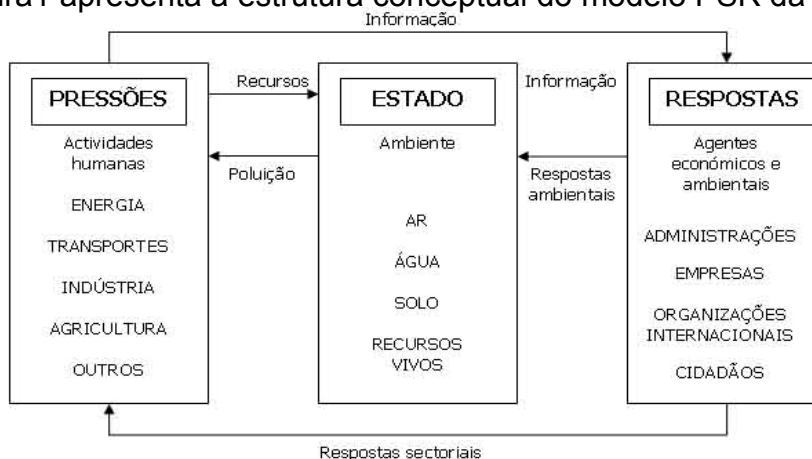 apresenta a estrutura conceptual do modelo PSR da
Informação
PRESSÕES
Actividades
humanas
ENERGIA
TRANSPORTES
INDÚSTRIA
AGRICULTURA
OUTROS
Recursos
Poluição
ESTADO
Ambiente
AR
ÁGUA
SOLO
RECURSOS
VIVOS
Informação
Respostas
ambientais
RESPOSTAS
Agentes
económicos e
ambientais
ADMINISTRAÇÕES
EMPRESAS
ORGANIZAÇÕES
INTERNACIONAIS
CIDADÃOS
Respostas sectoriais